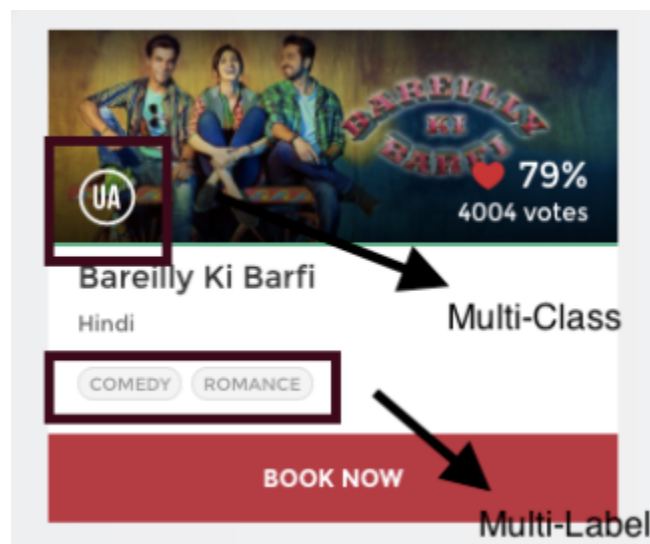 BAREILLY
KI
BARFI
UA
79%
4004 votes
Bareilly Ki Barfi
Hindi
Multi-Class
COMEDY ROMANCE
BOOK NOW
Multi-Label